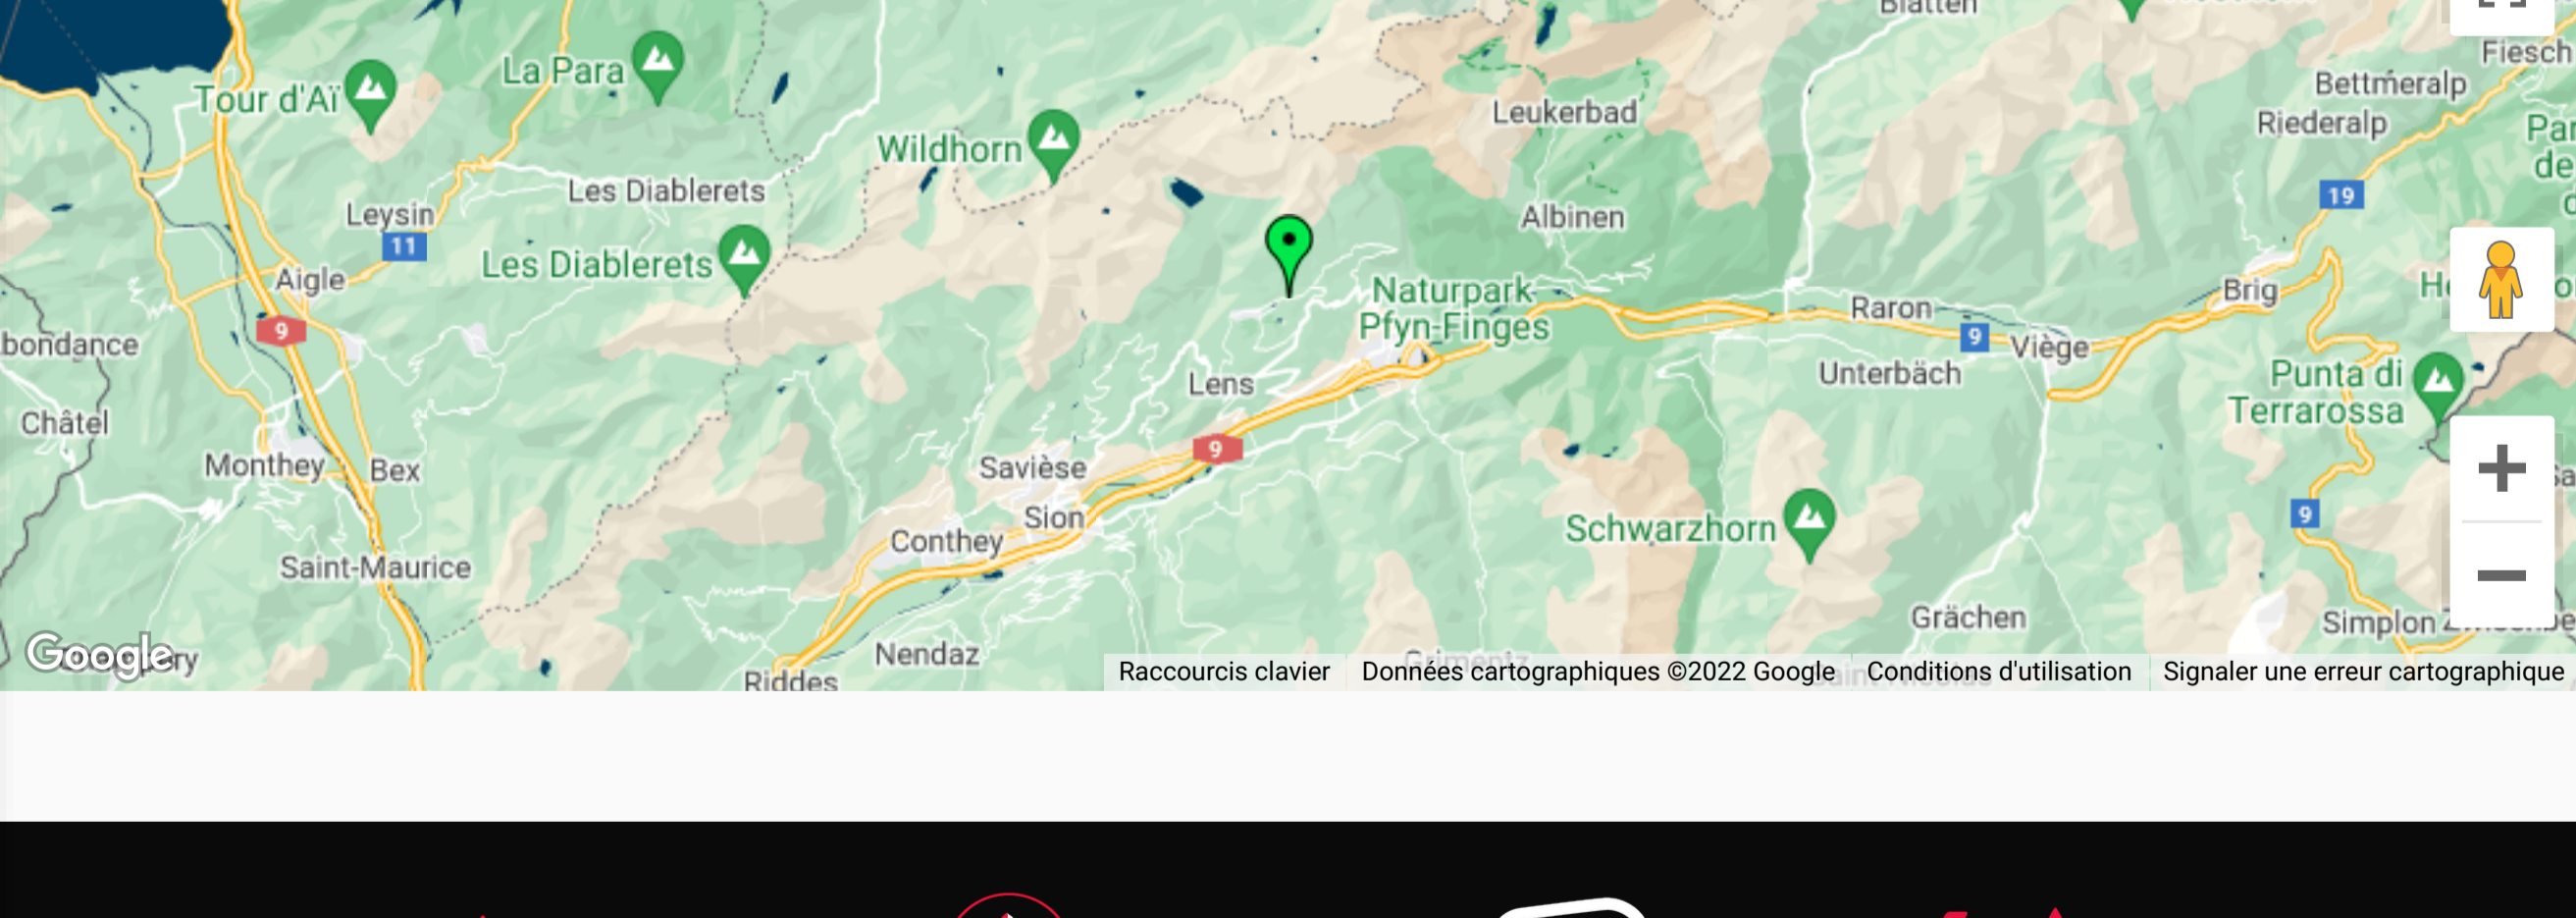 Blatten
Fiesch
La Para
Tour d'Aï
Bettmeralp
Leukerbad
Riederalp
Wildhorn
Les Diablerets
19
Leysin
Albinen
11
Les Diablerets
Aigle
Naturpark
Pfyn-Finges
Brig
Raron
9
9
Viège
Châtel
Lens
Unterbäch
Punta di
Terrarossa
9
Monthey
Bex
Savièse
Sion
9
Conthey
Schwarzhorn
Saint-Maurice
Grächen
Simplon
Google
Nendaz
Riddes
Raccourcis clavier
Données cartographiques ©2022 Google
Conditions d'utilisation
Signaler une erreur cartographique